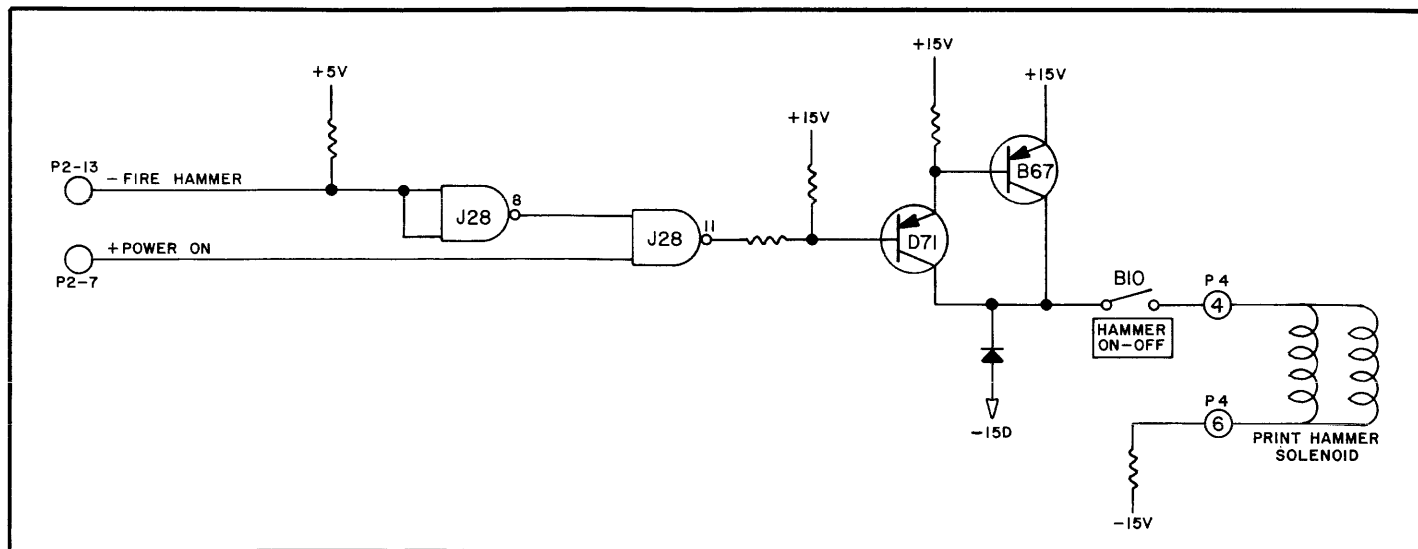 +15V
+5V
+15V
+15V
P2-13
- FIRE HAMMER
B67
J28
8
J28
11
D71
+ POWER ON
P2-7
B10
P4
4
HAMMER
ON-OFF
P4
6
-15D
PRINT HAMMER
SOLENOID
-15V